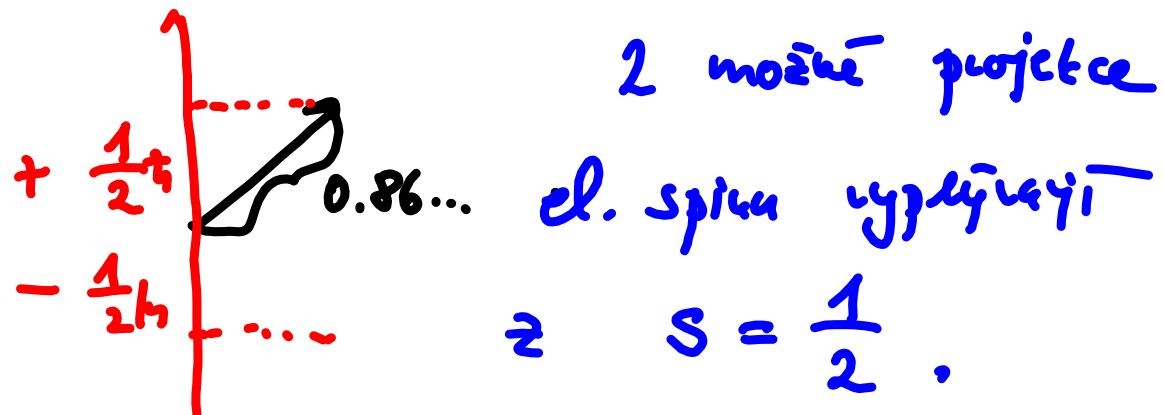 + 1/2 ħ
- 1/2 ħ
0.86...
2 možné projekce
el. spinu vyplývají
z s = 1/2 .